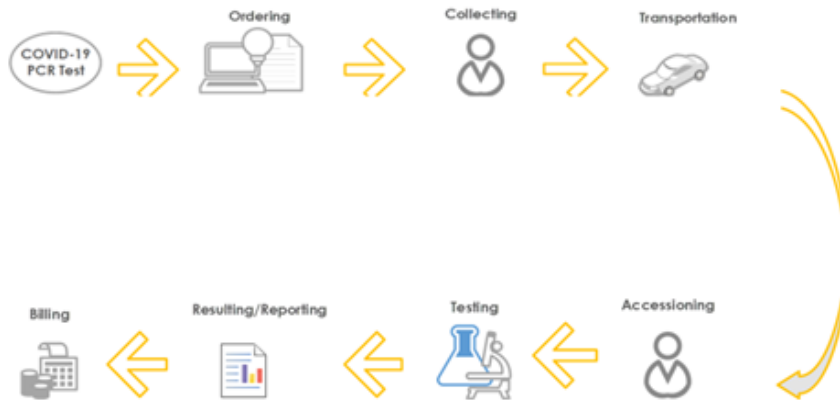 Ordering
Collecting
Transportation
COVID-19
PCR Test
Accessioning
Testing
Resulting/Reporting
Billing